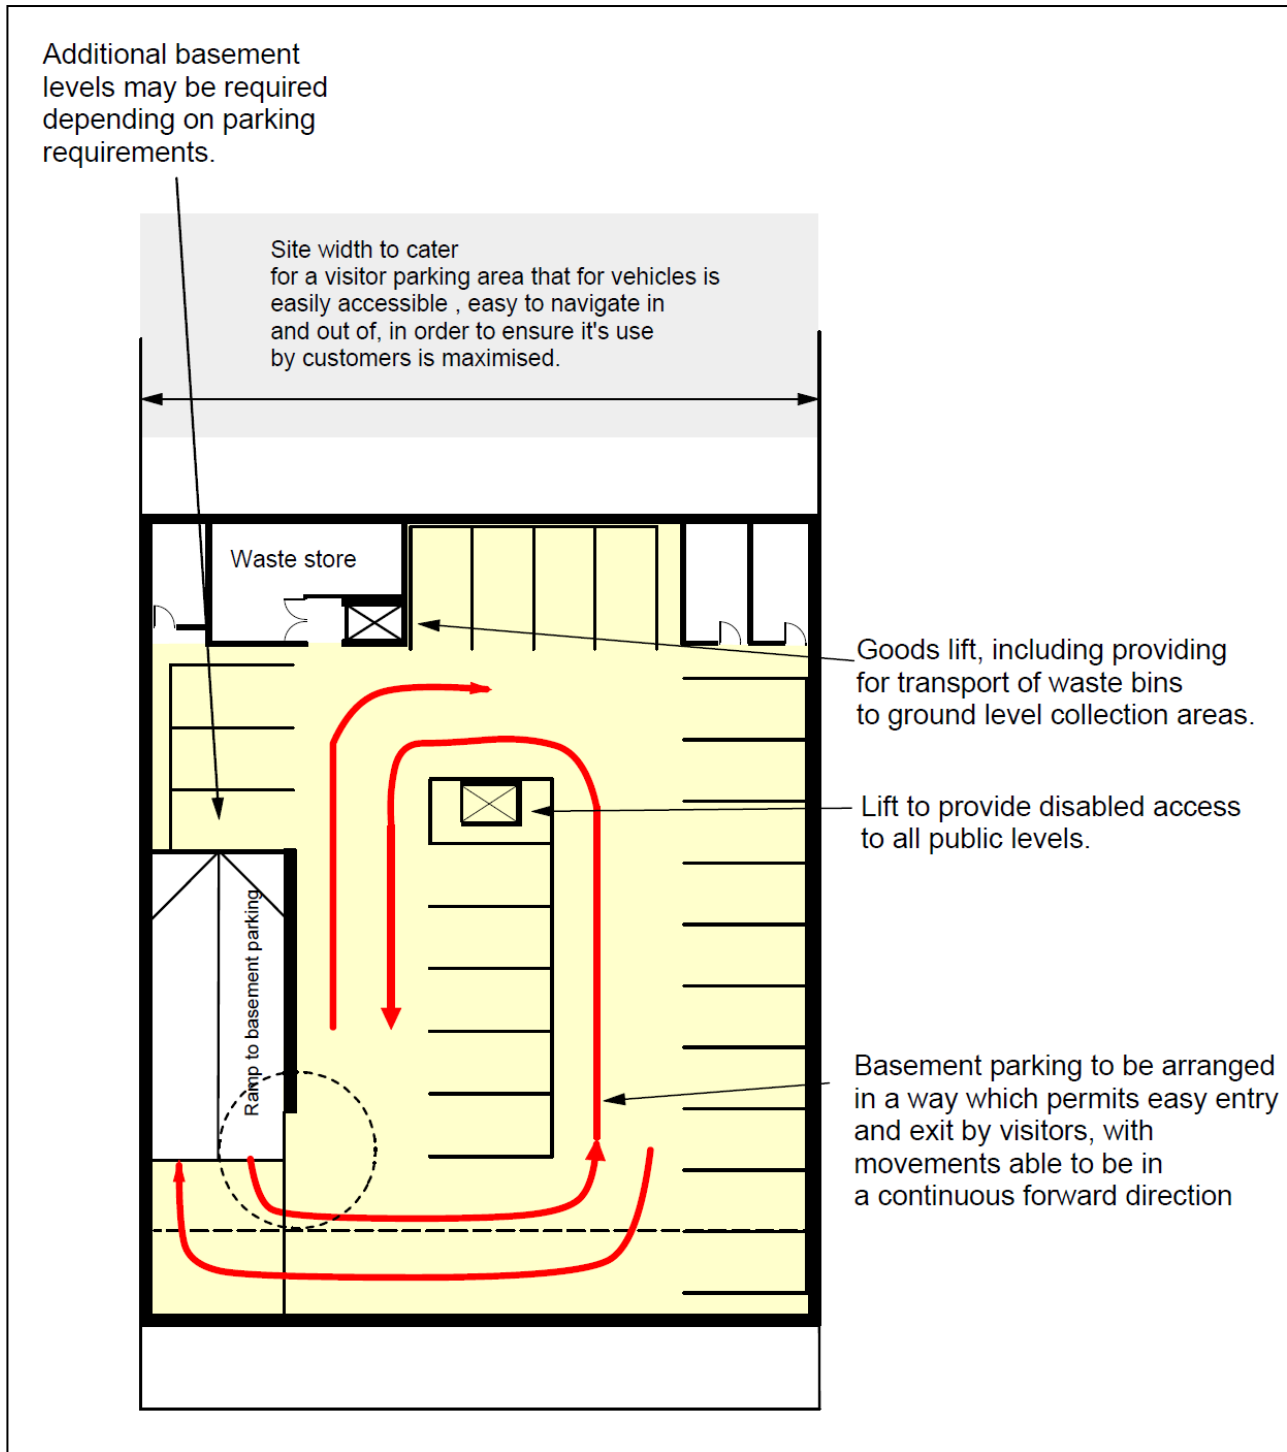 Additional basement
levels may be required
depending on parking
requirements.
Site width to cater
for a visitor parking area that for vehicles is
easily accessible , easy to navigate in
and out of, in order to ensure it's use
by customers is maximised.
Waste store
Goods lift, including providing
for transport of waste bins
to ground level collection areas.
Lift to provide disabled access
to all public levels.
Ramp to basement parking
Basement parking to be arranged
in a way which permits easy entry
and exit by visitors, with
movements able to be in
a continuous forward direction